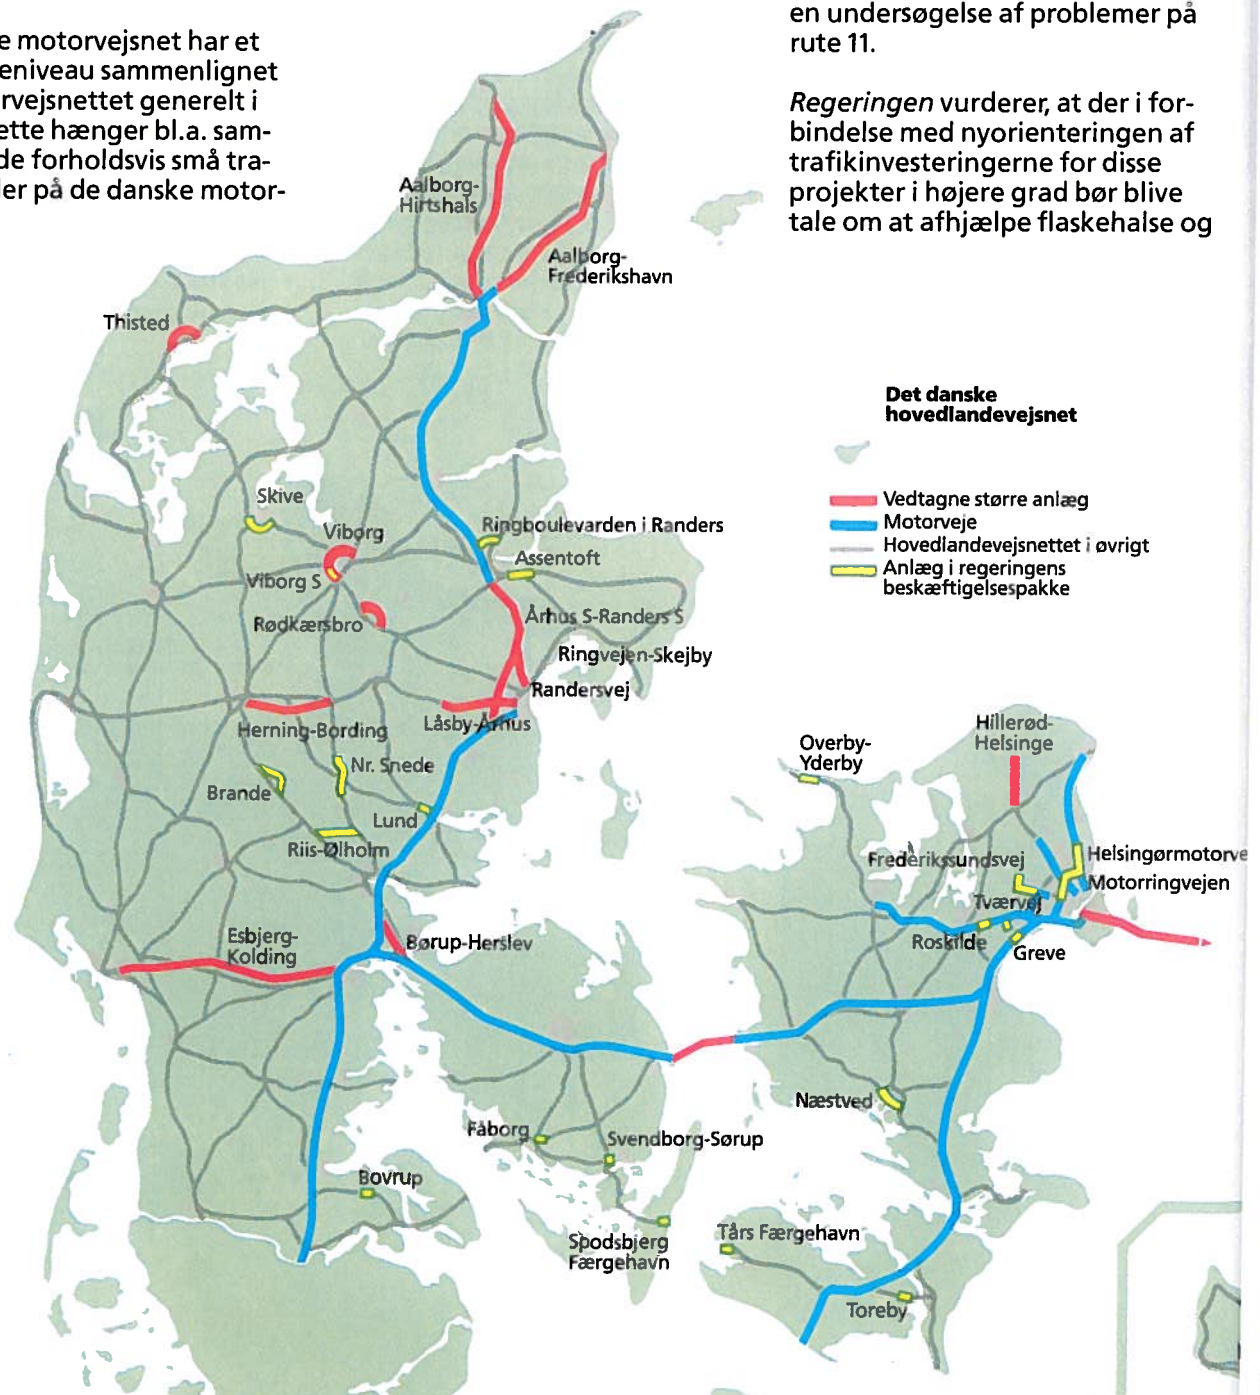 e motorvejsnet har et
eniveau sammenlignet
rvejsnettet generelt i
ette hænger bl.a. sam-
de forholdsvis små tra-
ler på de danske motor-
en undersøgelse af problemer på
rute 11.
Regeringen vurderer, at der i for-
bindelse med nyorienteringen af
trafikinvesteringerne for disse
projekter i højere grad bør blive
tale om at afhjælpe flaskehalse og
Aalborg-
Hirtshals
Aalborg-
Frederikshavn
Thisted
Det danske
hovedlandevejsnet
Vedtagne større anlæg
Motorveje
Hovedlandevejsnettet i øvrigt
Anlæg i regeringens
beskæftigelsespakke
Skive
Viborg
Ringboulevarden i Randers
Assentoft
Viborg S
Rødkærsbro
Århus S-Randers S
Ringvejen-Skejby
Randersvej
Herning-Bording
Låsby-Århus
Nr. Snede
Brande
Lund
Riis-Ølholm
Overby-
Yderby
Hillerød-
Helsinge
Frederikssundsvej
Helsingørmotorve
Motorringvejen
Tværvej
Roskilde
Greve
Esbjerg-
Kolding
Børup-Herslev
Næstved
Fåborg
Svendborg-Sørup
Bovrup
Spodsbjerg
Færgehavn
Tårs Færgehavn
Toreby